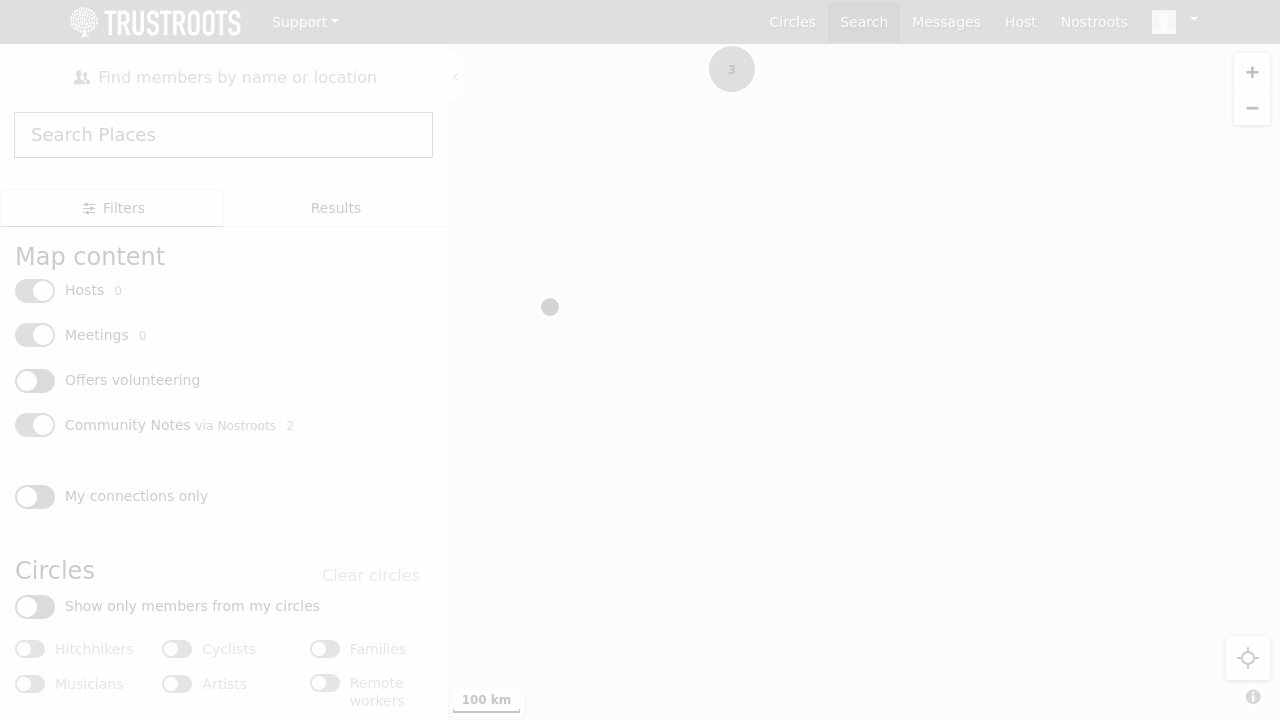 TRUSTROOTS
Support
Circles
Search
Messages
Host
Nostroots
Find members by name or location
3
Search Places
Filters
Results
Map content
Hosts 0
Meetings 0
Offers volunteering
Community Notes via Nostroots 2
My connections only
Circles
Clear circles
Show only members from my circles
Hitchhikers
Cyclists
Families
Musicians
Artists
Remote
workers
100 km